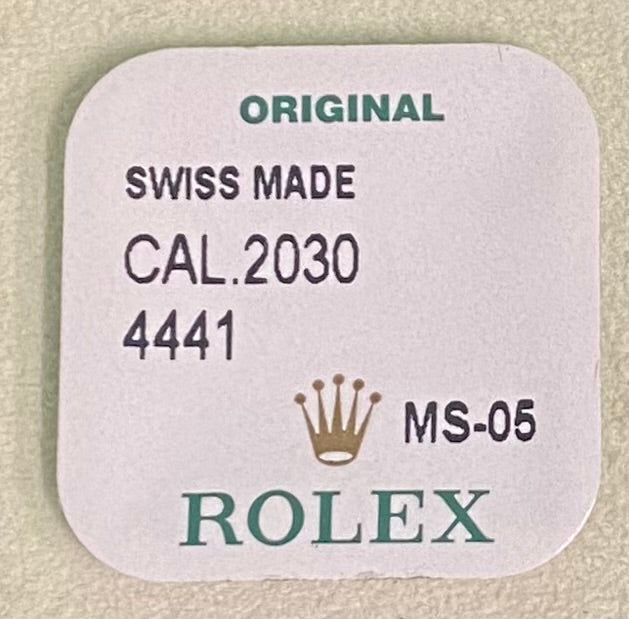 ORIGINAL
SWISS MADE
CAL.2030
4441
MS-05
ROLEX